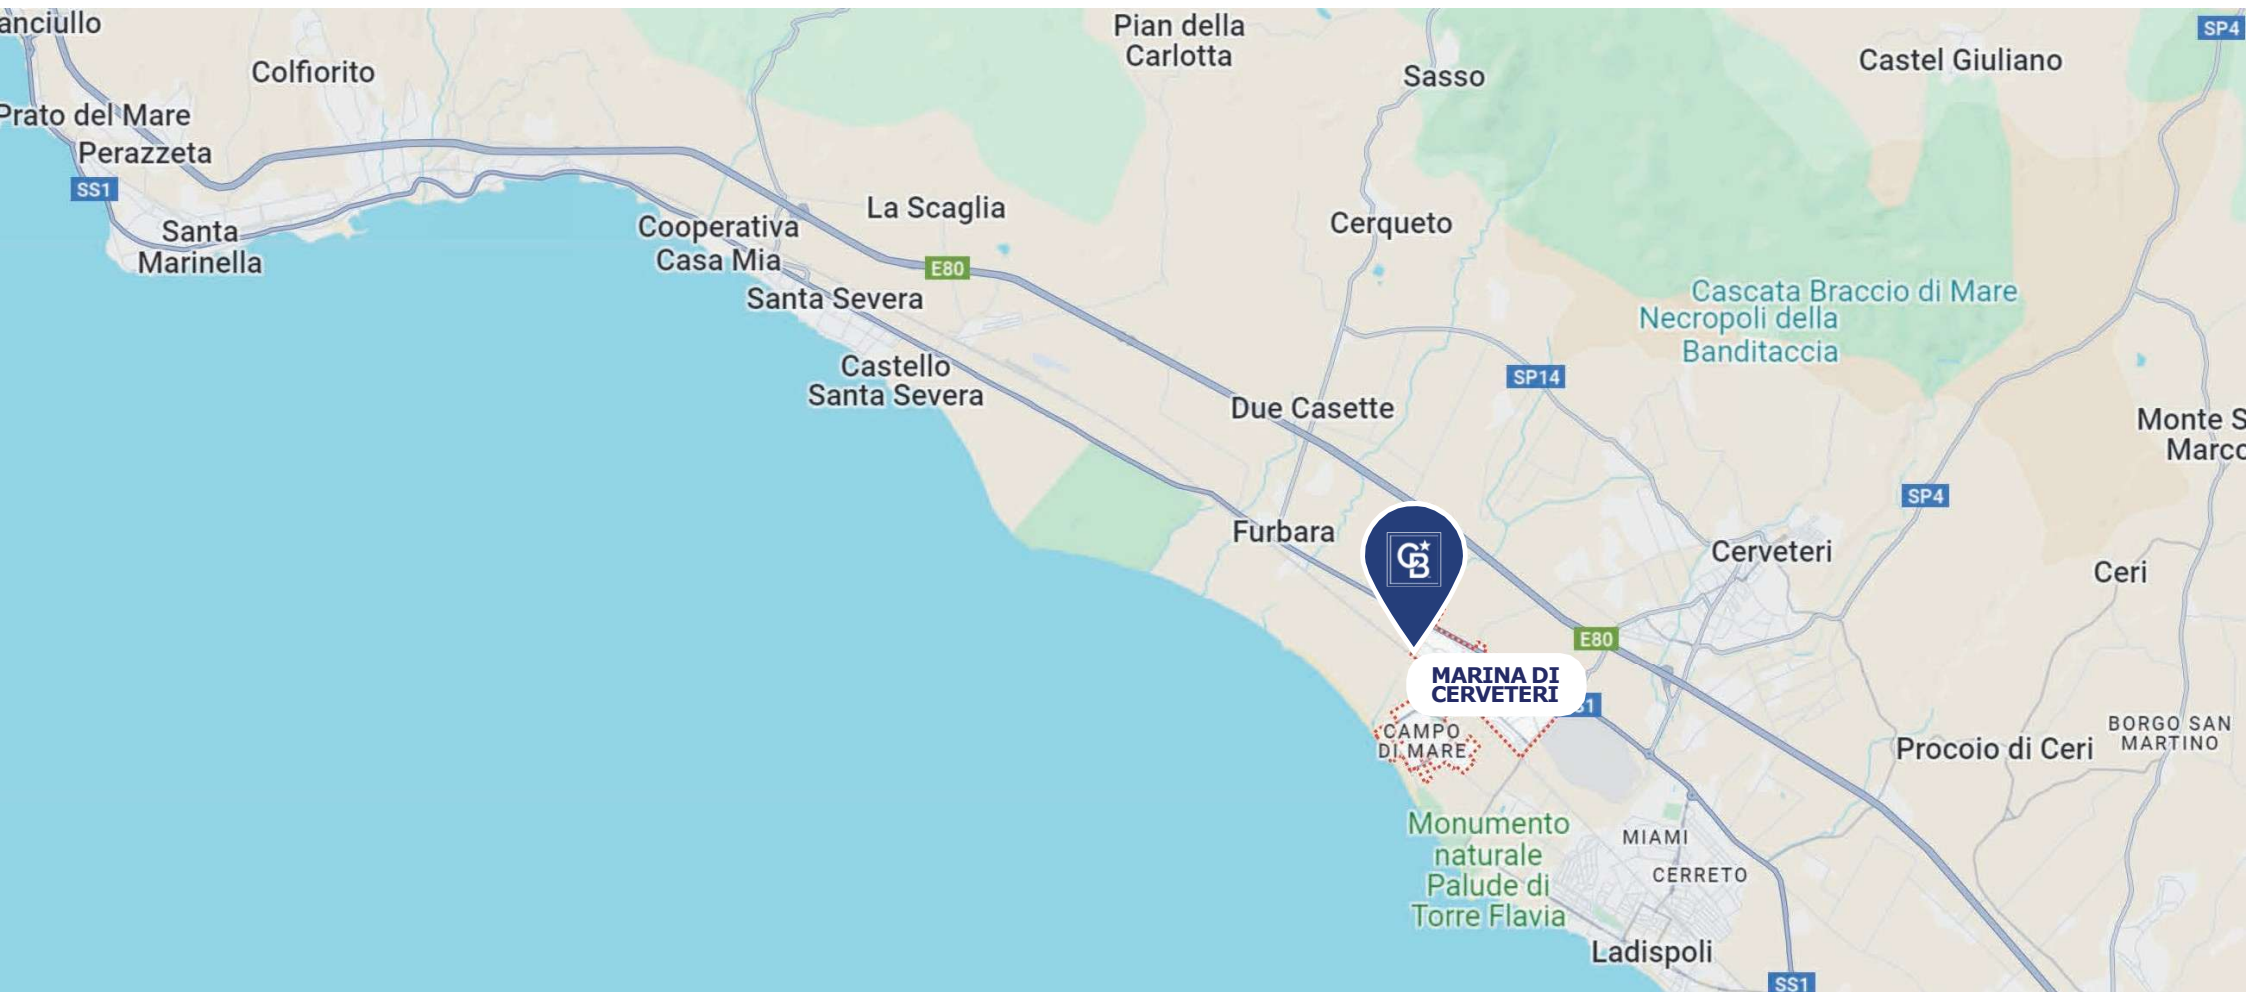 anciullo
Pian della
Carlotta
SP4
Colfiorito
Sasso
Castel Giuliano
Prato del Mare
Perazzeta
SS1
La Scaglia
Santa
Marinella
Cooperativa
Casa Mia
Cerqueto
E80
Santa Severa
Cascata Braccio di Mare
Necropoli della
Banditaccia
Castello
Santa Severa
SP14
Due Casette
Monte S
Marco
SP4
Furbara
CB
Cerveteri
Ceri
E80
MARINA DI
CERVETERI
S1
CAMPO
DI MARE
BORGO SAN
MARTINO
Procoio di Ceri
Monumento
naturale
Palude di
Torre Flavia
MIAMI
CERRETO
Ladispoli
SS1